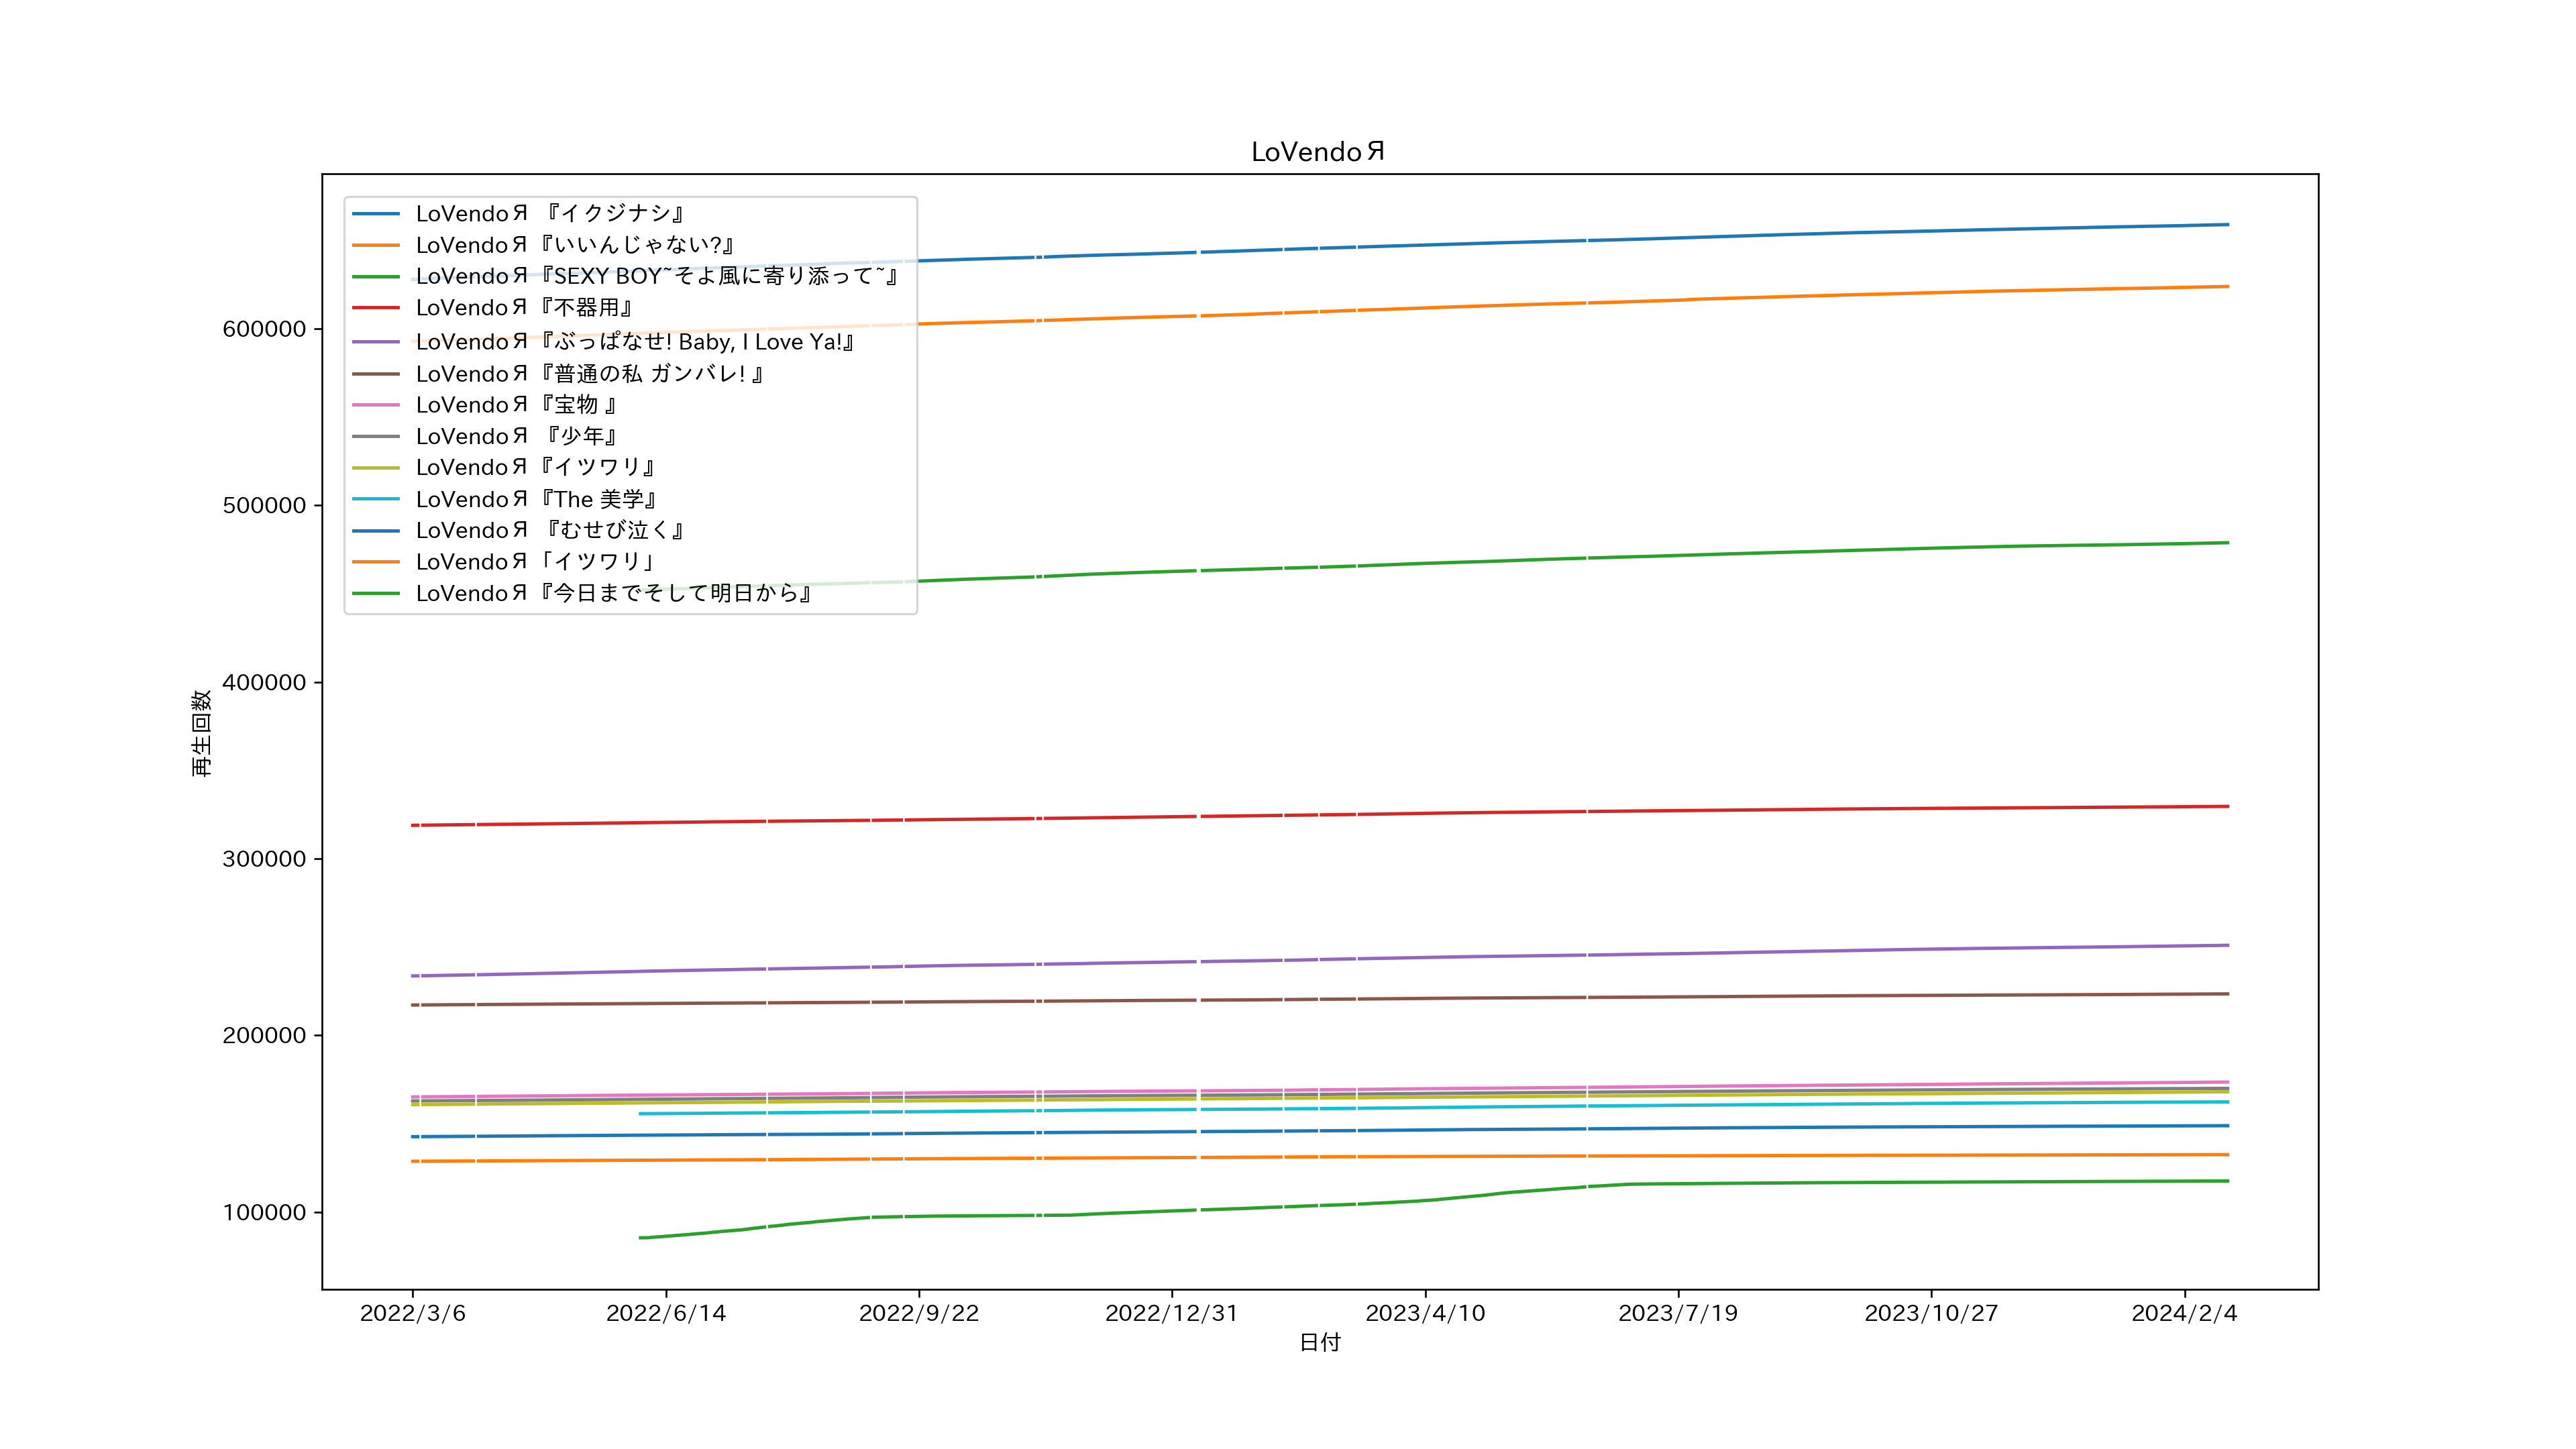 LoVendoЯ
LoVendoЯ 『イクジナシ』
LoVendoЯ『いいんじゃない?』
LoVendoЯ『SEXY BOY~そよ風に寄り添って~』
LoVendoЯ『不器用』
LoVendoЯ『ぶっぱなせ! Baby, I Love Ya!』
LoVendoЯ『普通の私 ガンバレ! 』
LoVendoЯ『宝物 』
LoVendoЯ 『少年』
LoVendoЯ『イツワリ』
LoVendoЯ『The 美学』
LoVendoЯ 『むせび泣く』
LoVendoЯ「イツワリ」
LoVendoЯ『今日までそして明日から』
再生回数
600000
500000
400000
300000
200000
100000
2022/3/6 2022/6/14 2022/9/22 2022/12/31 2023/4/10 2023/7/19 2023/10/27 2024/2/4
日付